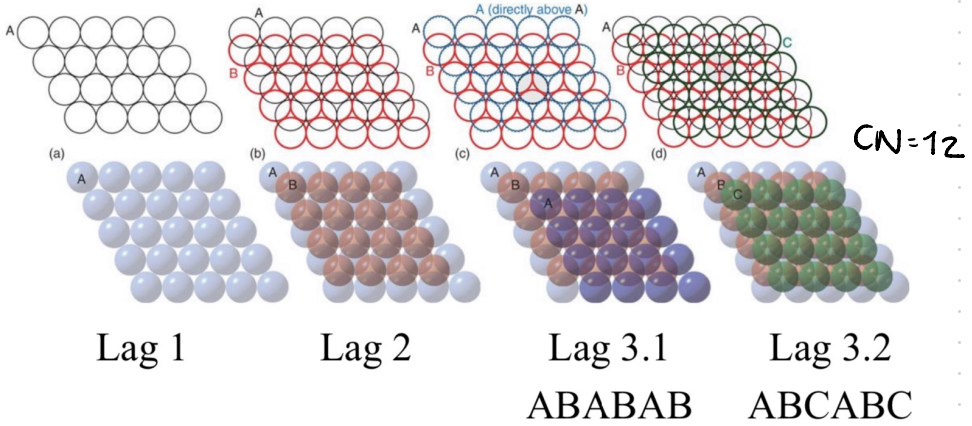 A
A
B
A (directly above A)
A
B
A
B
C
CN=12
(a)
(b)
(c)
(d)
A
A
B
A
B
A
A
B
C
Lag 1
Lag 2
Lag 3.1
Lag 3.2
ABABAB
ABCABC